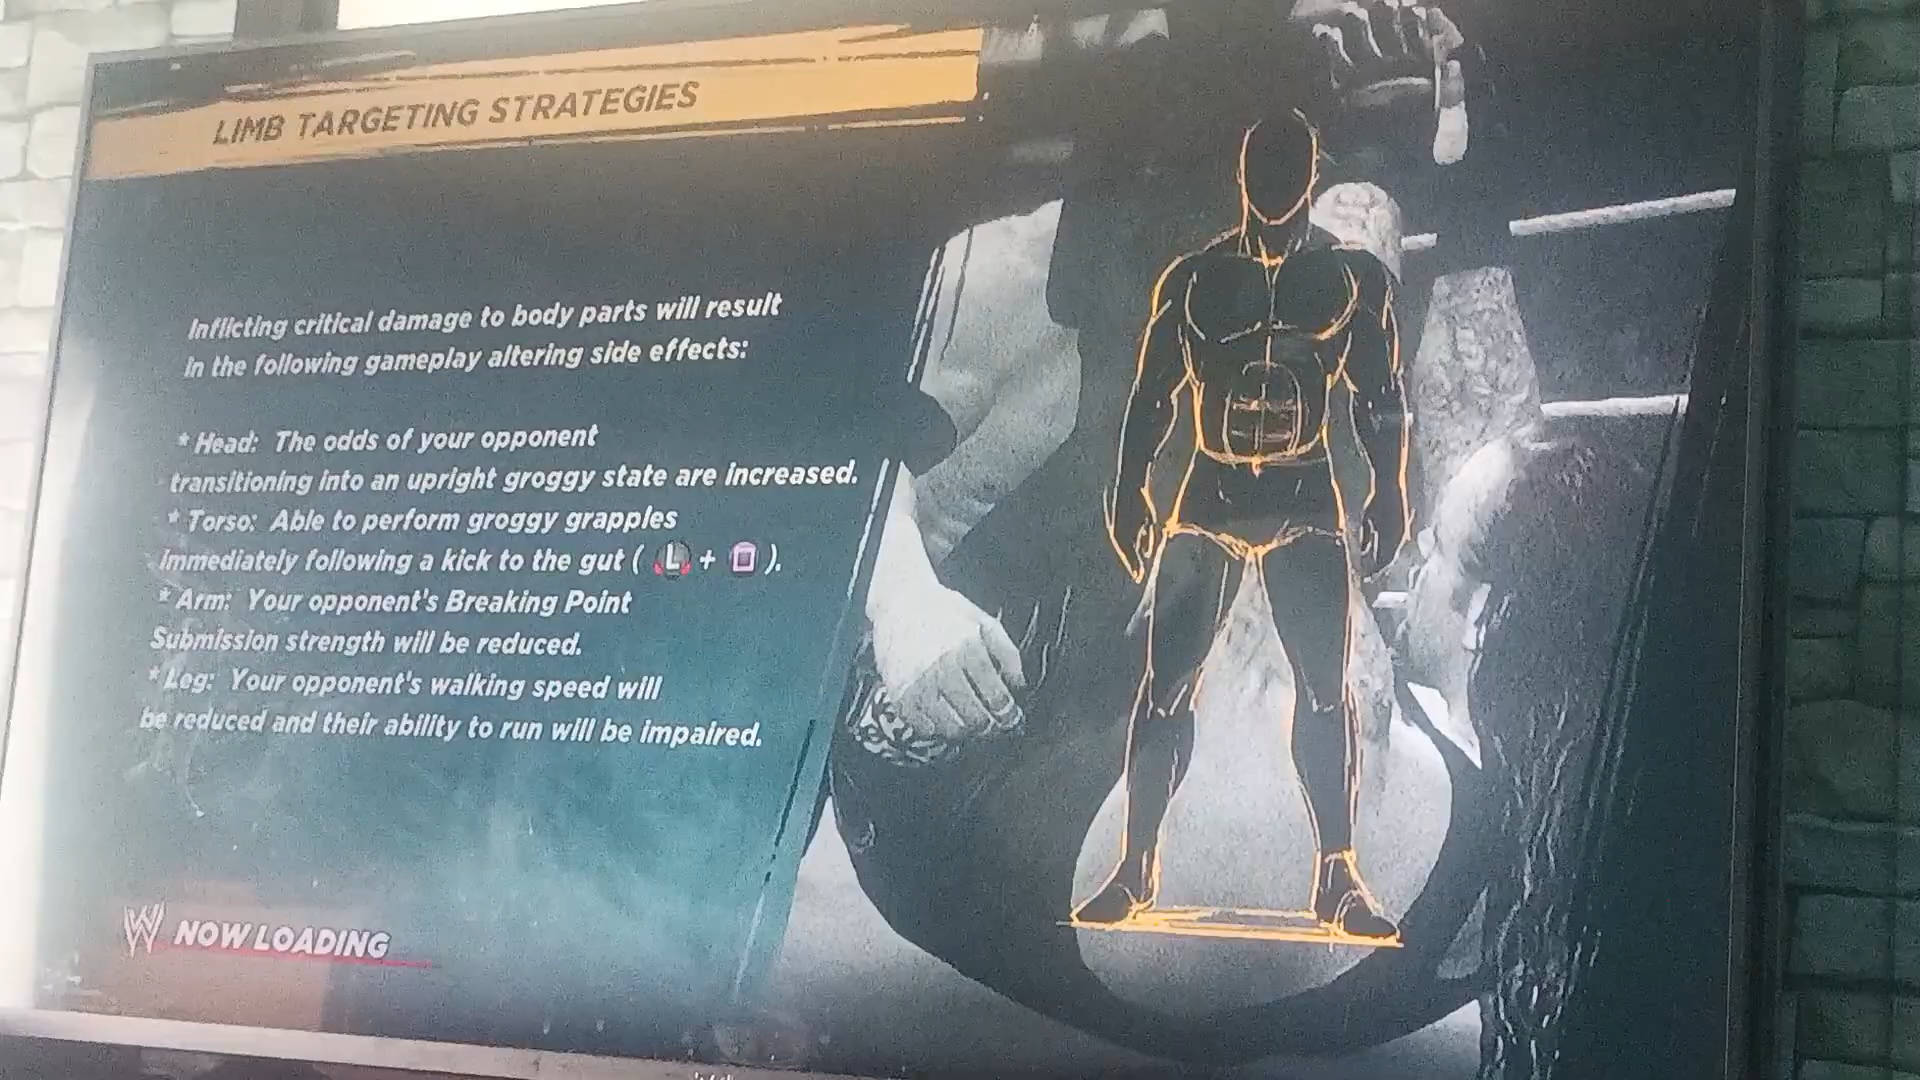 LIMB TARGETING STRATEGIES
Inflicting critical damage to body parts will result
in the following gameplay altering side effects:
* Head: The odds of your opponent
transitioning into an upright groggy state are increased.
* Torso: Able to perform groggy grapples
immediately following a kick to the gut ( L + ).
* Arm: Your opponent's Breaking Point
Submission strength will be reduced.
* Leg: Your opponent's walking speed will
be reduced and their ability to run will be impaired.
W NOW LOADING